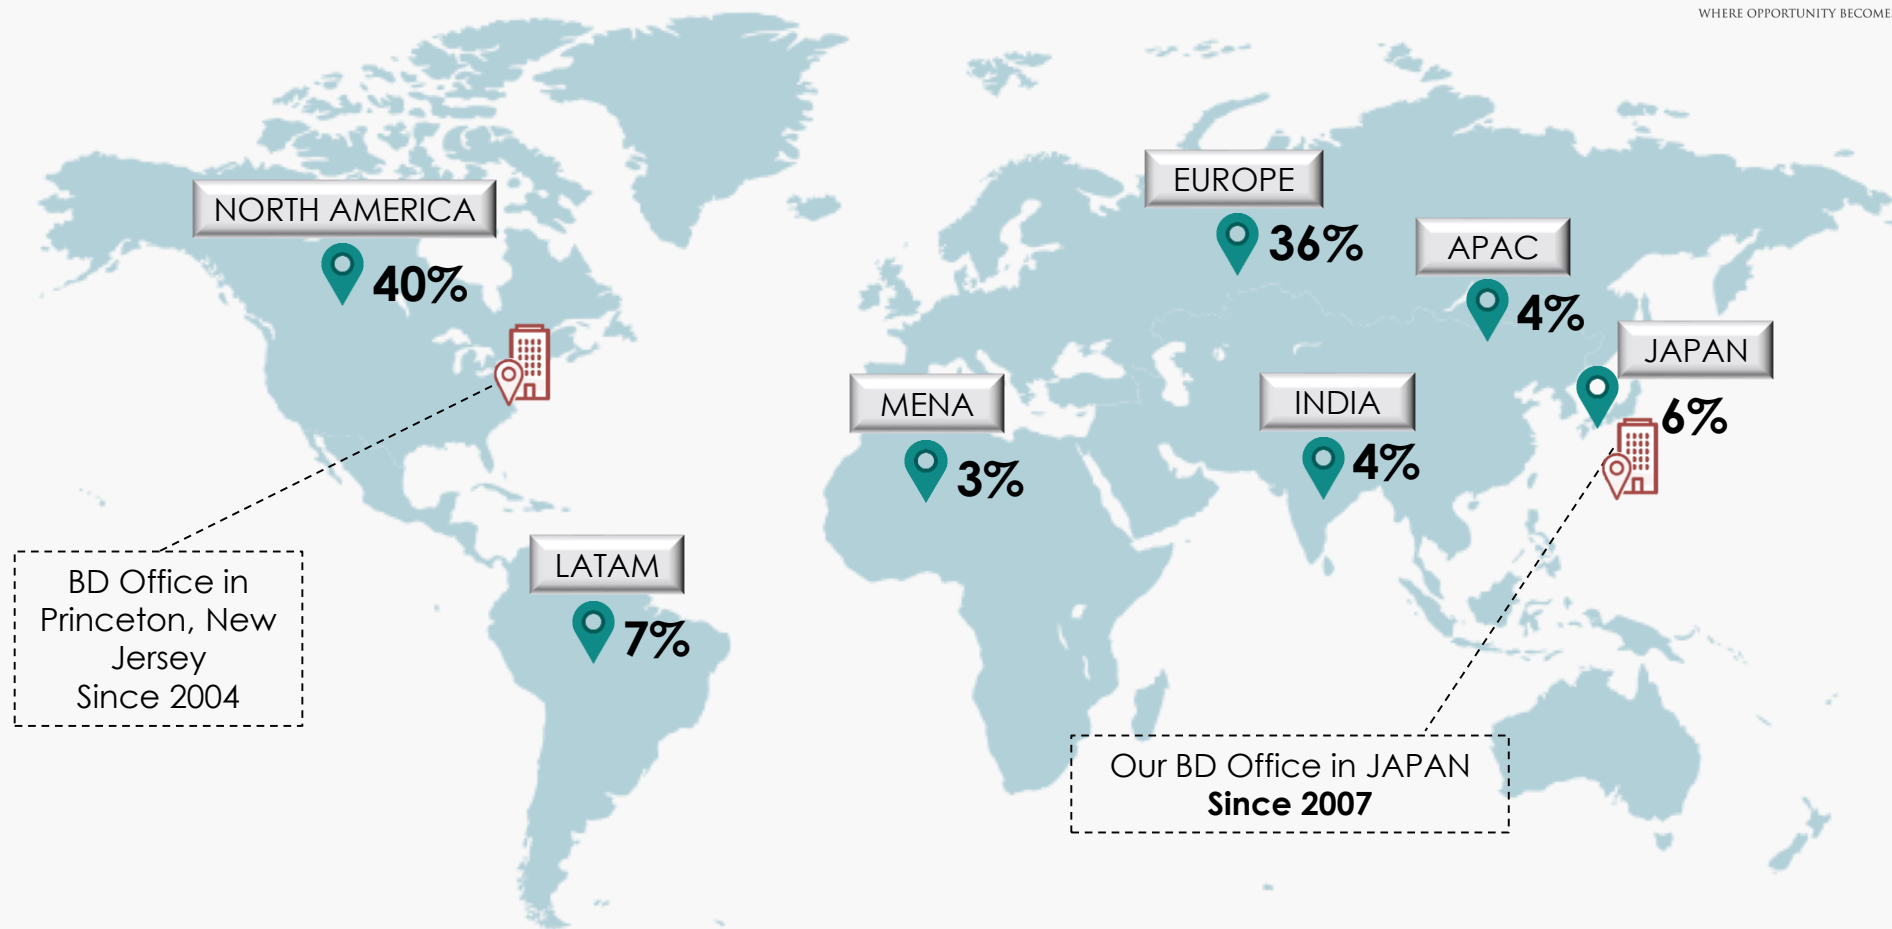 WHERE OPPORTUNITY BECOME
EUROPE
36%
NORTH AMERICA
40%
APAC
4%
JAPAN
6%
MENA
3%
INDIA
4%
LATAM
7%
BD Office in
Princeton, New
Jersey
Since 2004
Our BD Office in JAPAN
Since 2007